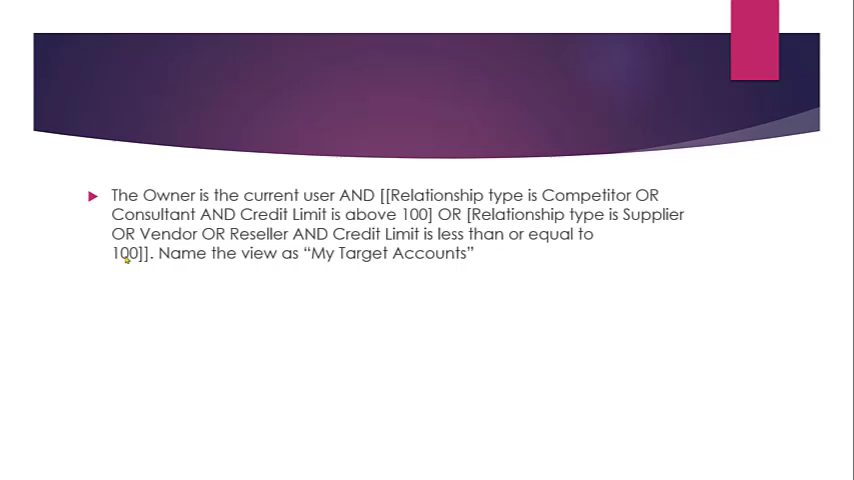 The Owner is the current user AND [[Relationship type is Competitor OR
Consultant AND Credit Limit is above 100] OR [Relationship type is Supplier
OR Vendor OR Reseller AND Credit Limit is less than or equal to
100]]. Name the view as “My Target Accounts”